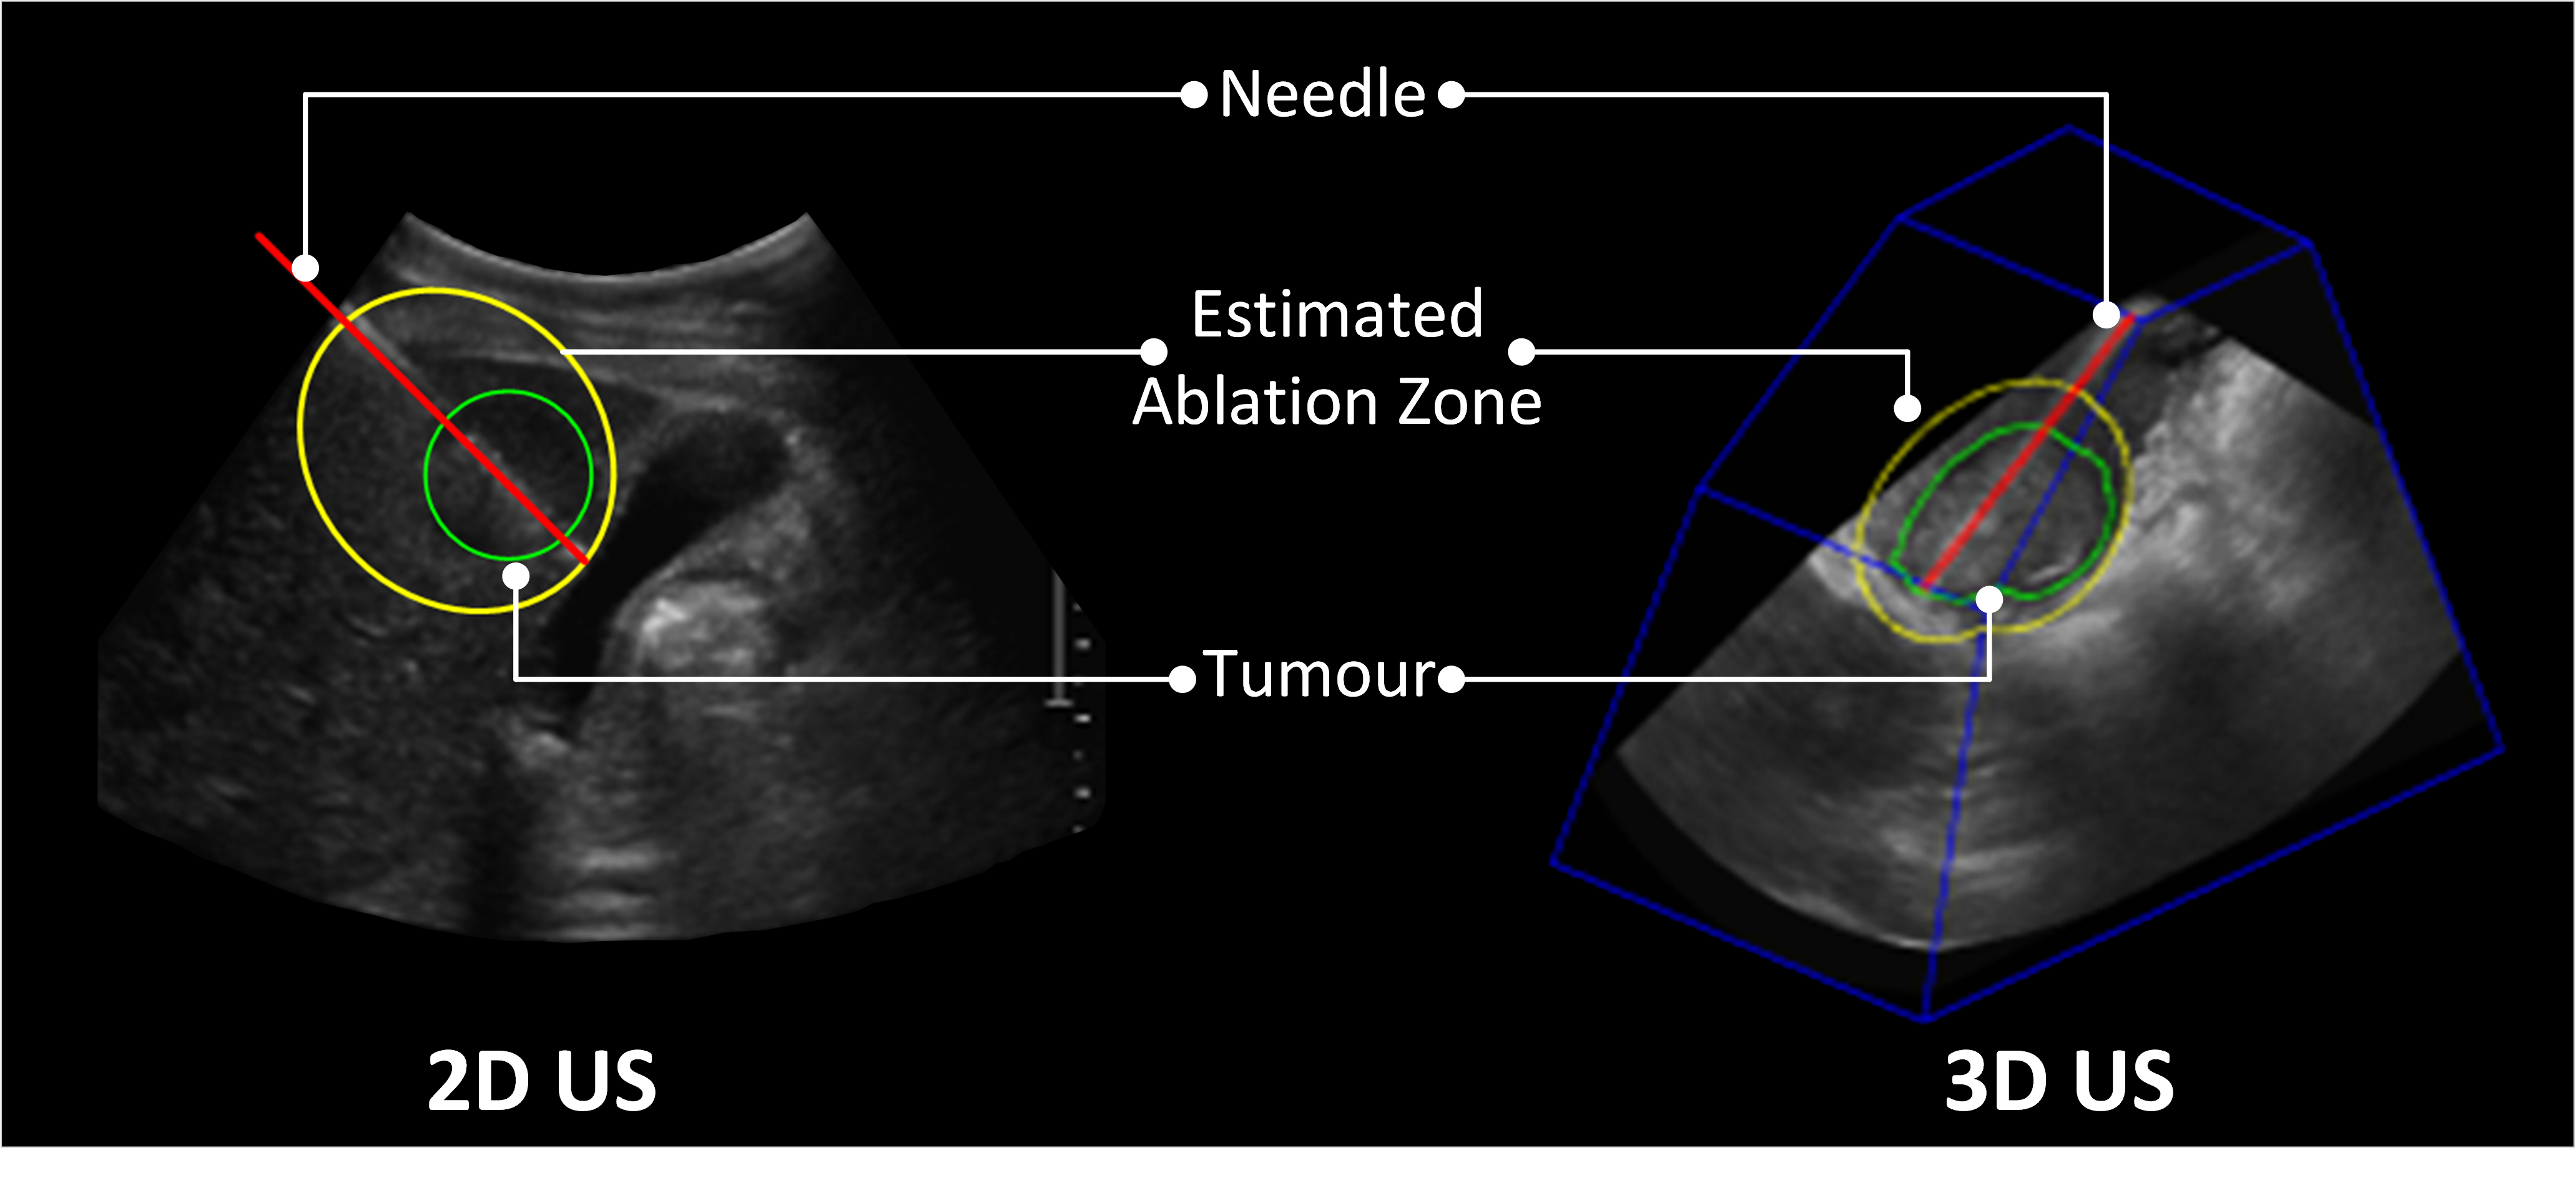 Needle
Estimated
Ablation Zone
Tumour
2D US
3D US